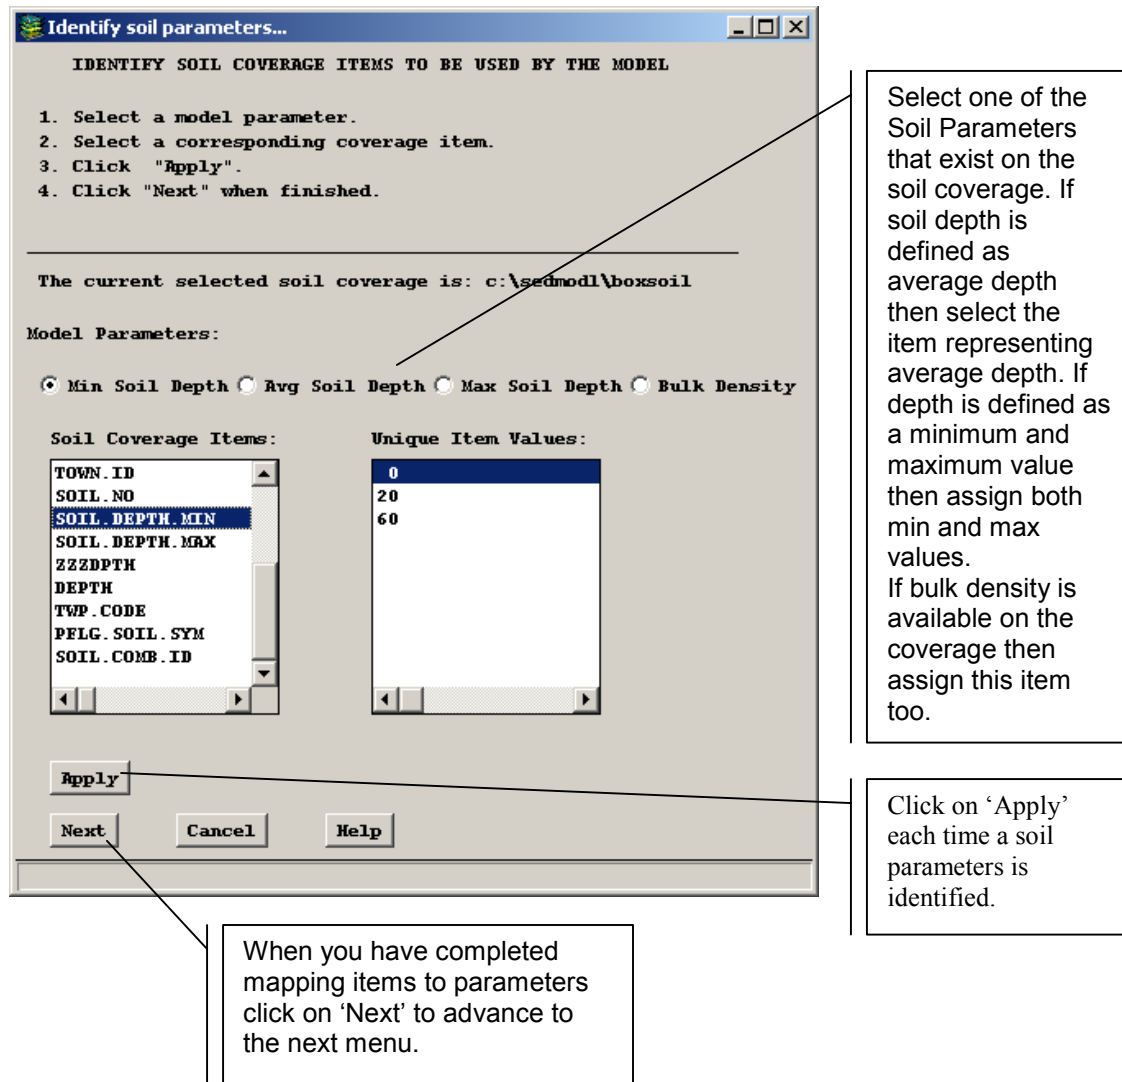 Identify soil parameters...
IDENTIFY SOIL COVERAGE ITEMS TO BE USED BY THE MODEL
1. Select a model parameter.
2. Select a corresponding coverage item.
3. Click "Apply".
4. Click "Next" when finished.
The current selected soil coverage is: c:\sedmodl\boxsoil
Model Parameters:
Min Soil Depth Avg Soil Depth Max Soil Depth Bulk Density
Soil Coverage Items:
TOWN.ID
SOIL.NO
SOIL.DEPTH.MIN
SOIL.DEPTH.MAX
ZZZDPTH
DEPTH
TWP.CODE
PFLG.SOIL.SYM
SOIL.COMB.ID
Unique Item Values:
0
20
60
Apply
Next Cancel Help
Select one of the
Soil Parameters
that exist on the
soil coverage. If
soil depth is
defined as
average depth
then select the
item representing
average depth. If
depth is defined as
a minimum and
maximum value
then assign both
min and max
values.
If bulk density is
available on the
coverage then
assign this item
too.
Click on ‘Apply’
each time a soil
parameters is
identified.
When you have completed
mapping items to parameters
click on ‘Next’ to advance to
the next menu.